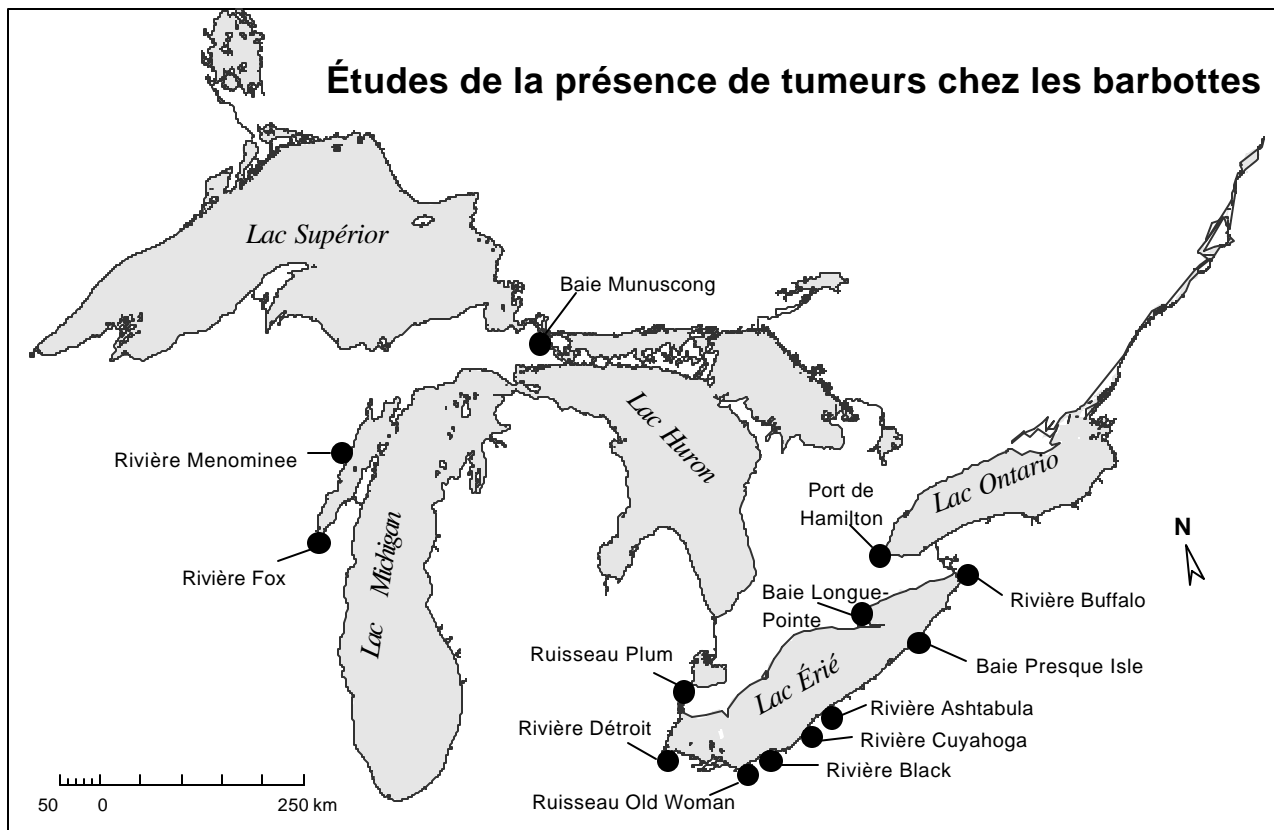 Études de la présence de tumeurs chez les barbottes
Lac Supérior
Baie Munuscong
Lac Huron
Rivière Menominee
Lac Ontario
Port de
Hamilton
N
Rivière Fox
Lac Michigan
Baie Longue-
Pointe
Rivière Buffalo
Ruisseau Plum
Baie Presque Isle
Lac Érié
Rivière Ashtabula
Rivière Détroit
Rivière Cuyahoga
Rivière Black
Ruisseau Old Woman
50 0 250 km